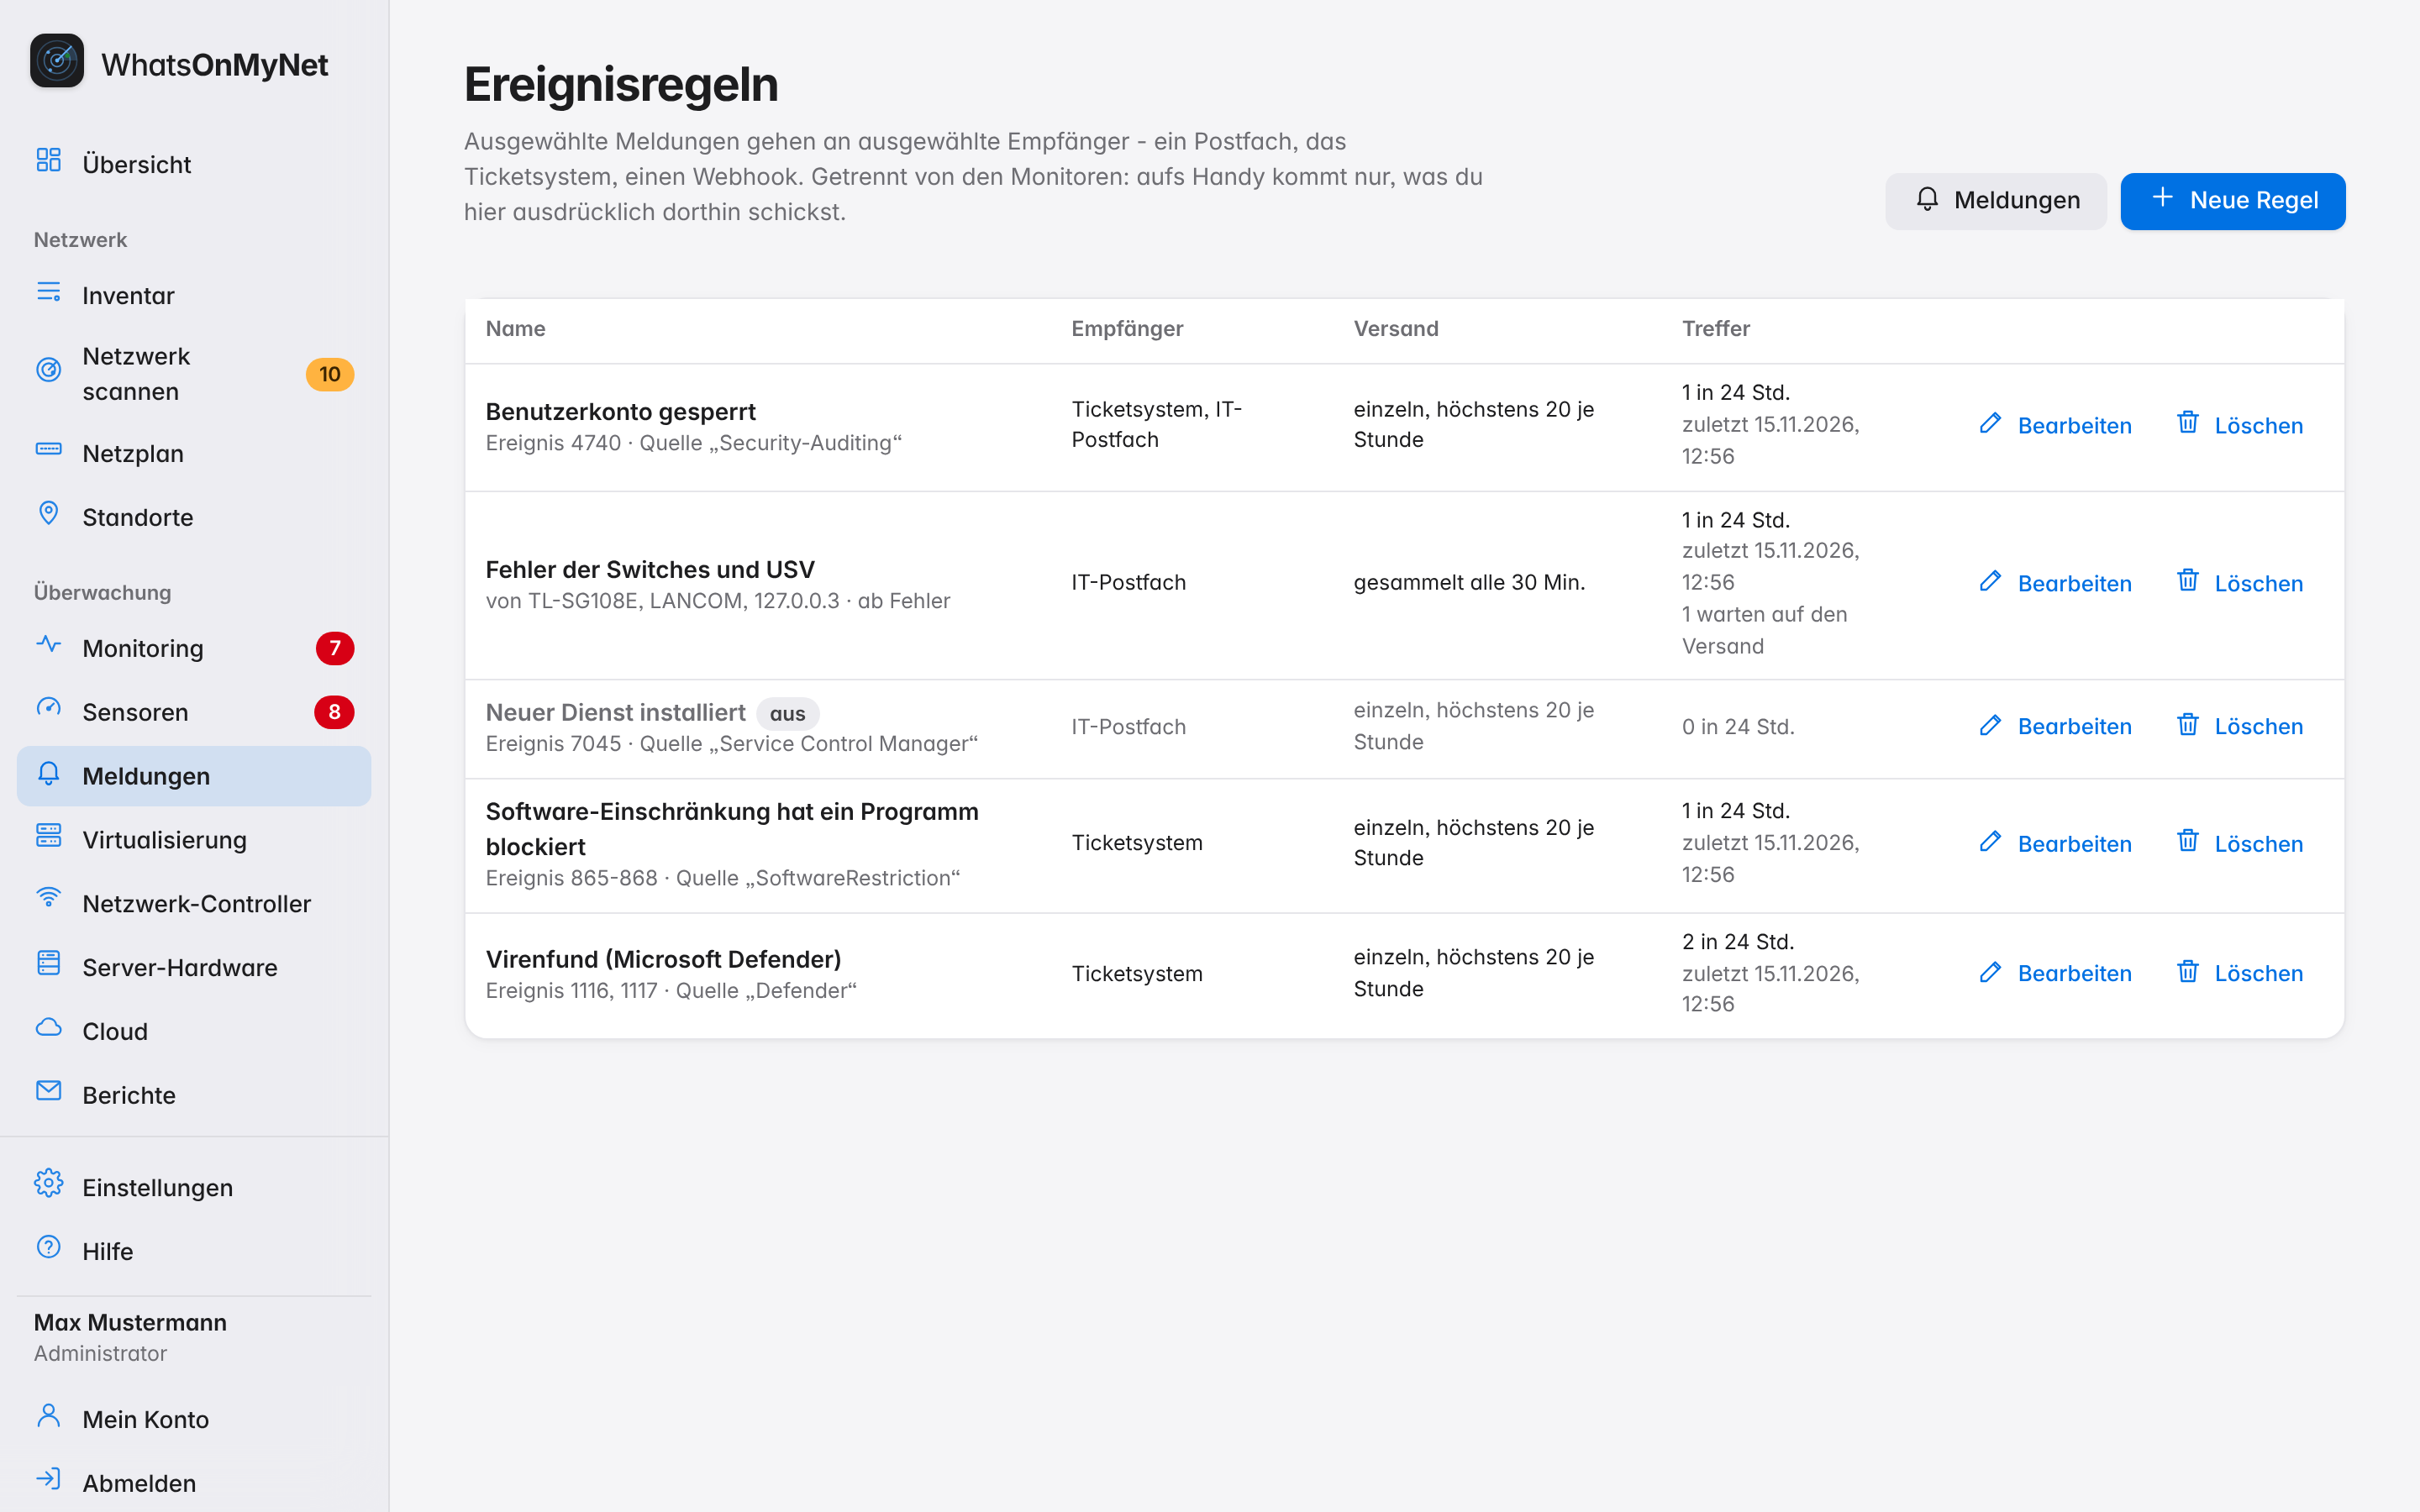 WhatsOnMyNet
Übersicht
Netzwerk
Inventar
Netzwerk
scannen
10
Netzplan
Standorte
Überwachung
Monitoring
7
Sensoren
8
Meldungen
Virtualisierung
Netzwerk-Controller
Server-Hardware
Cloud
Berichte
Einstellungen
Hilfe
Max Mustermann
Administrator
Mein Konto
Abmelden
Ereignisregeln
Ausgewählte Meldungen gehen an ausgewählte Empfänger - ein Postfach, das
Ticketsystem, einen Webhook. Getrennt von den Monitoren: aufs Handy kommt nur, was du
hier ausdrücklich dorthin schickst.
Meldungen
Neue Regel
Name Empfänger Versand Treffer
Benutzerkonto gesperrt
Ereignis 4740 · Quelle „Security-Auditing“
Ticketsystem, IT-
Postfach
einzeln, höchstens 20 je
Stunde
1 in 24 Std.
zuletzt 15.11.2026,
12:56
Bearbeiten Löschen
Fehler der Switches und USV
von TL-SG108E, LANCOM, 127.0.0.3 · ab Fehler
IT-Postfach
gesammelt alle 30 Min.
1 in 24 Std.
zuletzt 15.11.2026,
12:56
1 warten auf den
Versand
Bearbeiten Löschen
Neuer Dienst installiert aus
Ereignis 7045 · Quelle „Service Control Manager“
IT-Postfach
einzeln, höchstens 20 je
Stunde
0 in 24 Std.
Bearbeiten Löschen
Software-Einschränkung hat ein Programm
blockiert
Ereignis 865-868 · Quelle „SoftwareRestriction“
Ticketsystem
einzeln, höchstens 20 je
Stunde
1 in 24 Std.
zuletzt 15.11.2026,
12:56
Bearbeiten Löschen
Virenfund (Microsoft Defender)
Ereignis 1116, 1117 · Quelle „Defender“
Ticketsystem
einzeln, höchstens 20 je
Stunde
2 in 24 Std.
zuletzt 15.11.2026,
12:56
Bearbeiten Löschen